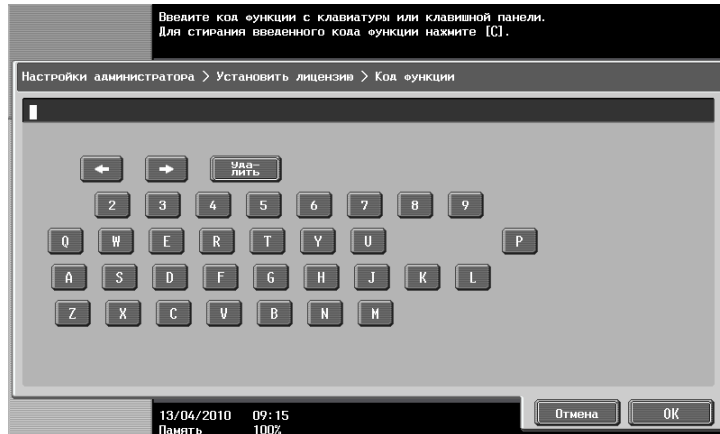 Введите код функции с клавиатуры или клавишной панели.
Для стирания введенного кода функции нажмите [C].
Настройки администратора > Установить лицензию > Код функции
← → Уда-
лить
2 3 4 5 6 7 8 9
Q W E R T Y U P
A S D F G H J K L
Z X C V B N M
Отмена OK
13/04/2010 09:15
Память 100%